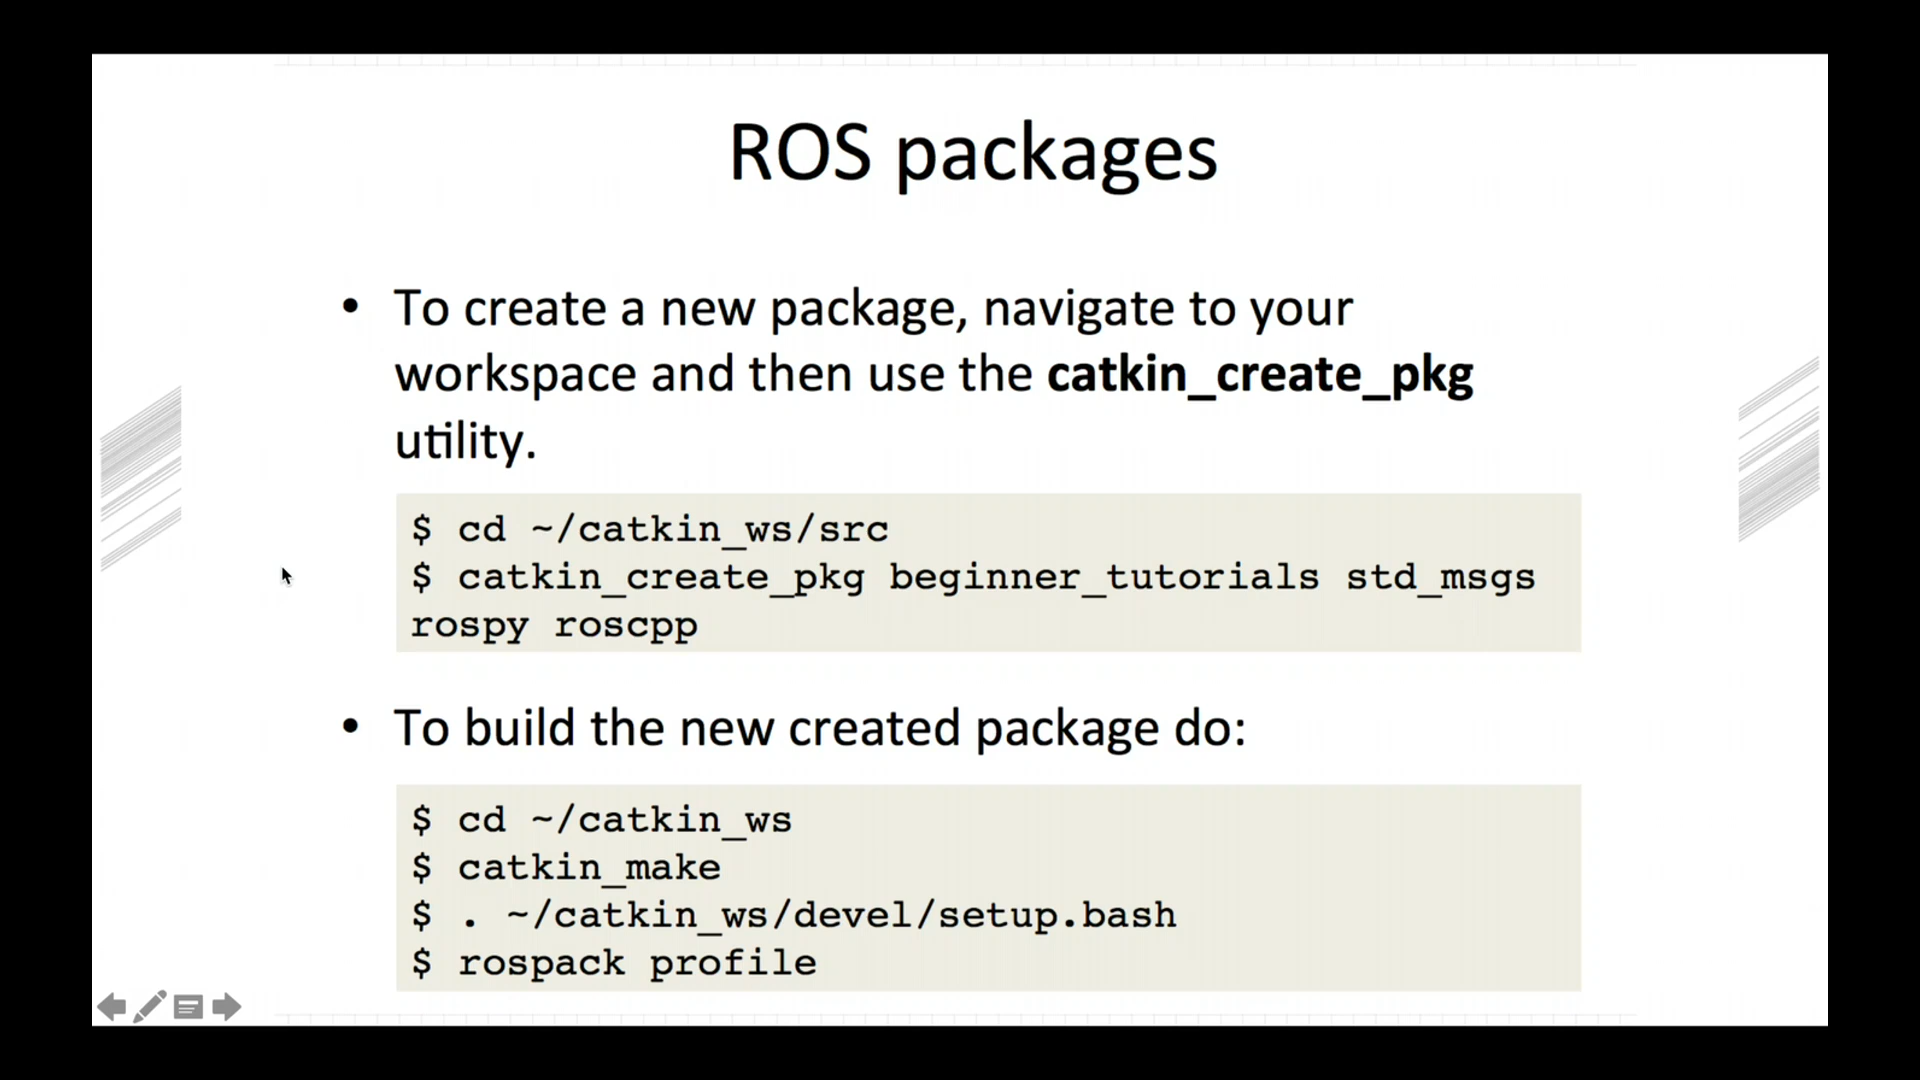 ROS packages
• To create a new package, navigate to your
workspace and then use the catkin_create_pkg
utility.
$ cd ~/catkin_ws/src
$ catkin_create_pkg beginner_tutorials std_msgs
rospy roscpp
• To build the new created package do:
$ cd ~/catkin_ws
$ catkin_make
$ . ~/catkin_ws/devel/setup.bash
$ rospack profile